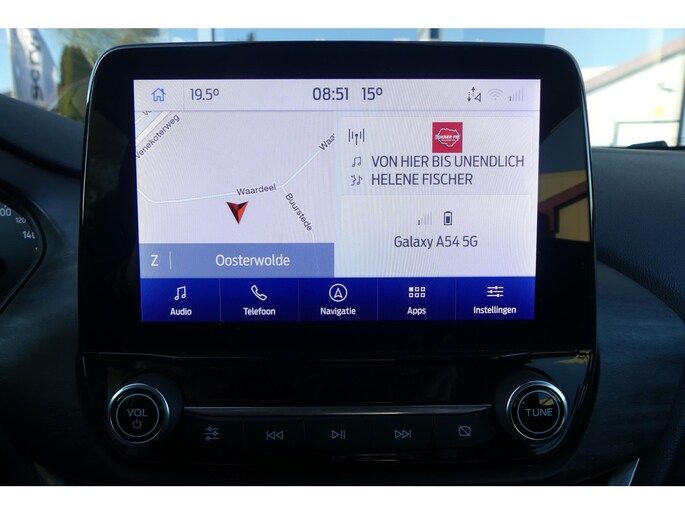 19.5°
08:51
15°
Venekoterweg
Waardeel
Waa
Buurstede
VON HIER BIS UNENDLICH
HELENE FISCHER
Galaxy A54 5G
Z
Oosterwolde
Audio
Telefoon
Navigatie
Apps
Instellingen
VOL
TUNE